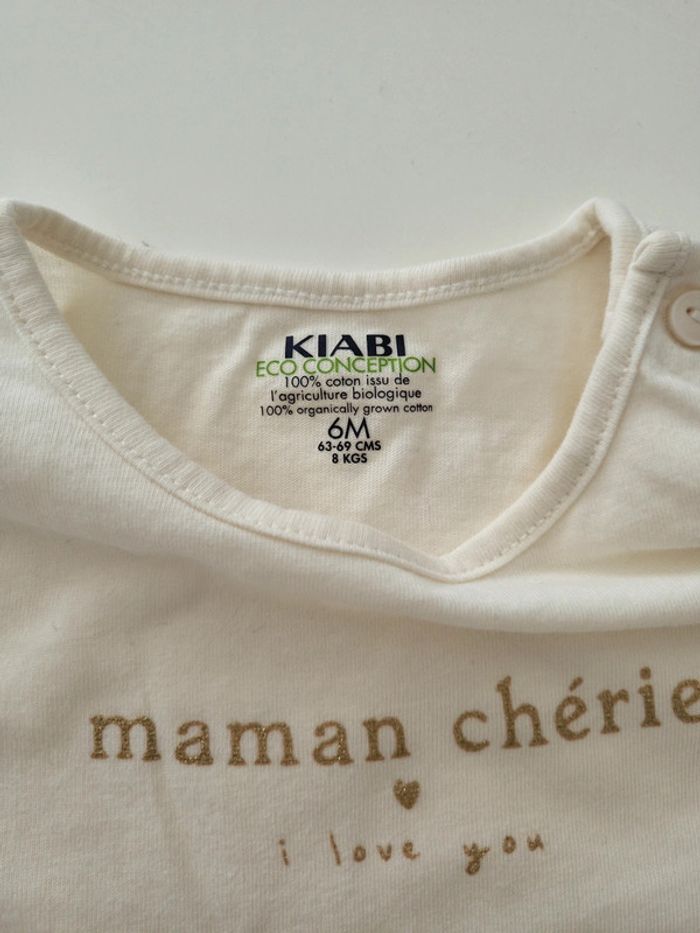 KIABI
ECO CONCEPTION
100% coton issu de
l'agriculture biologique
100% organically grown cotton
6M
63-69 CMS
8 KGS
maman chérie
i love you